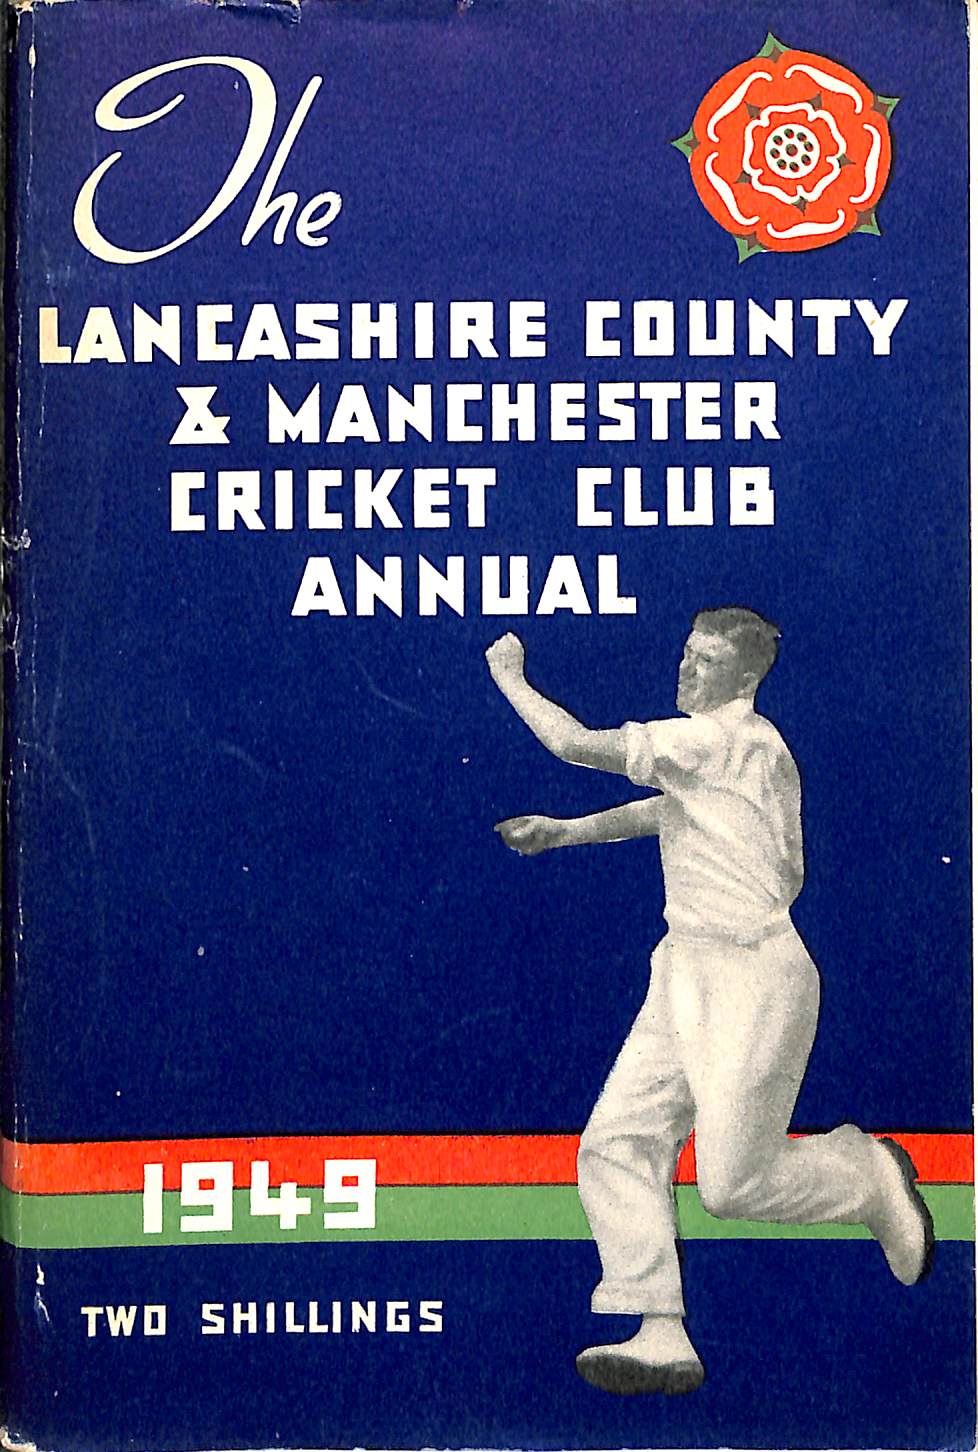 The
LANCASHIRE COUNTY
& MANCHESTER
CRICKET CLUB
ANNUAL
1949
TWO SHILLINGS